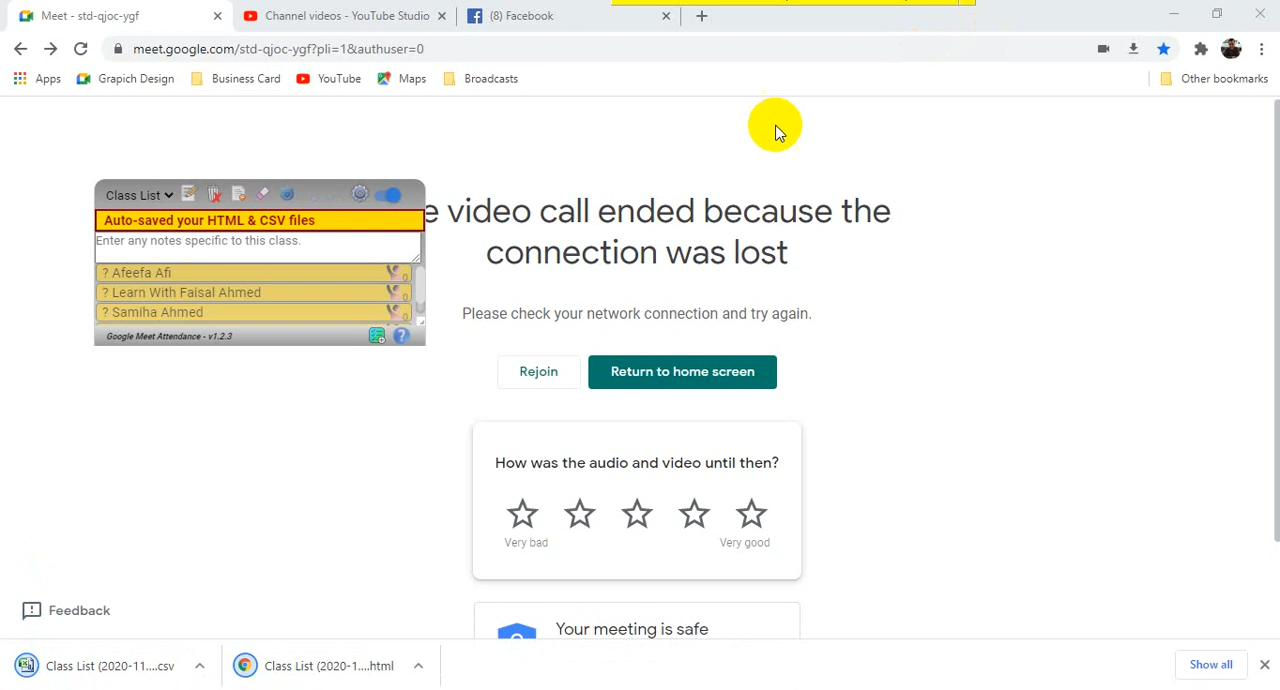 Meet - std-qjoc-ygf
Channel videos - YouTube Studio
(8) Facebook
meet.google.com/std-qjoc-ygf?pli=1&authuser=0
Apps
Grapich Design
Business Card
YouTube
Maps
Broadcasts
Other bookmarks
Class List
Auto-saved your HTML & CSV files
Enter any notes specific to this class.
? Afeefa Afi
0
? Learn With Faisal Ahmed
0
? Samiha Ahmed
0
Google Meet Attendance - v1.2.3
?
e video call ended because the
connection was lost
Please check your network connection and try again.
Rejoin
Return to home screen
How was the audio and video until then?
Very bad
Very good
Your meeting is safe
Feedback
Class List (2020-11....csv
Class List (2020-1....html
Show all